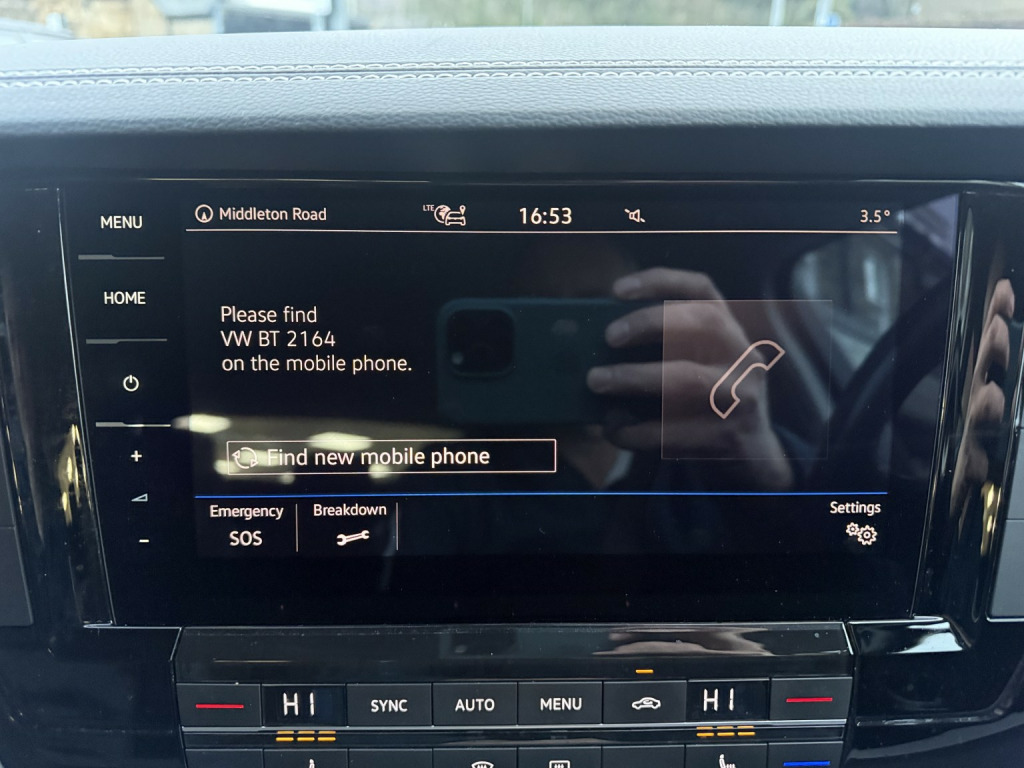 MENU
Middleton Road
LTE
16:53
3.5°
HOME
Please find
VW BT 2164
on the mobile phone.
+
Find new mobile phone
-
Emergency
SOS
Breakdown
Settings
HI
SYNC
AUTO
MENU
HI